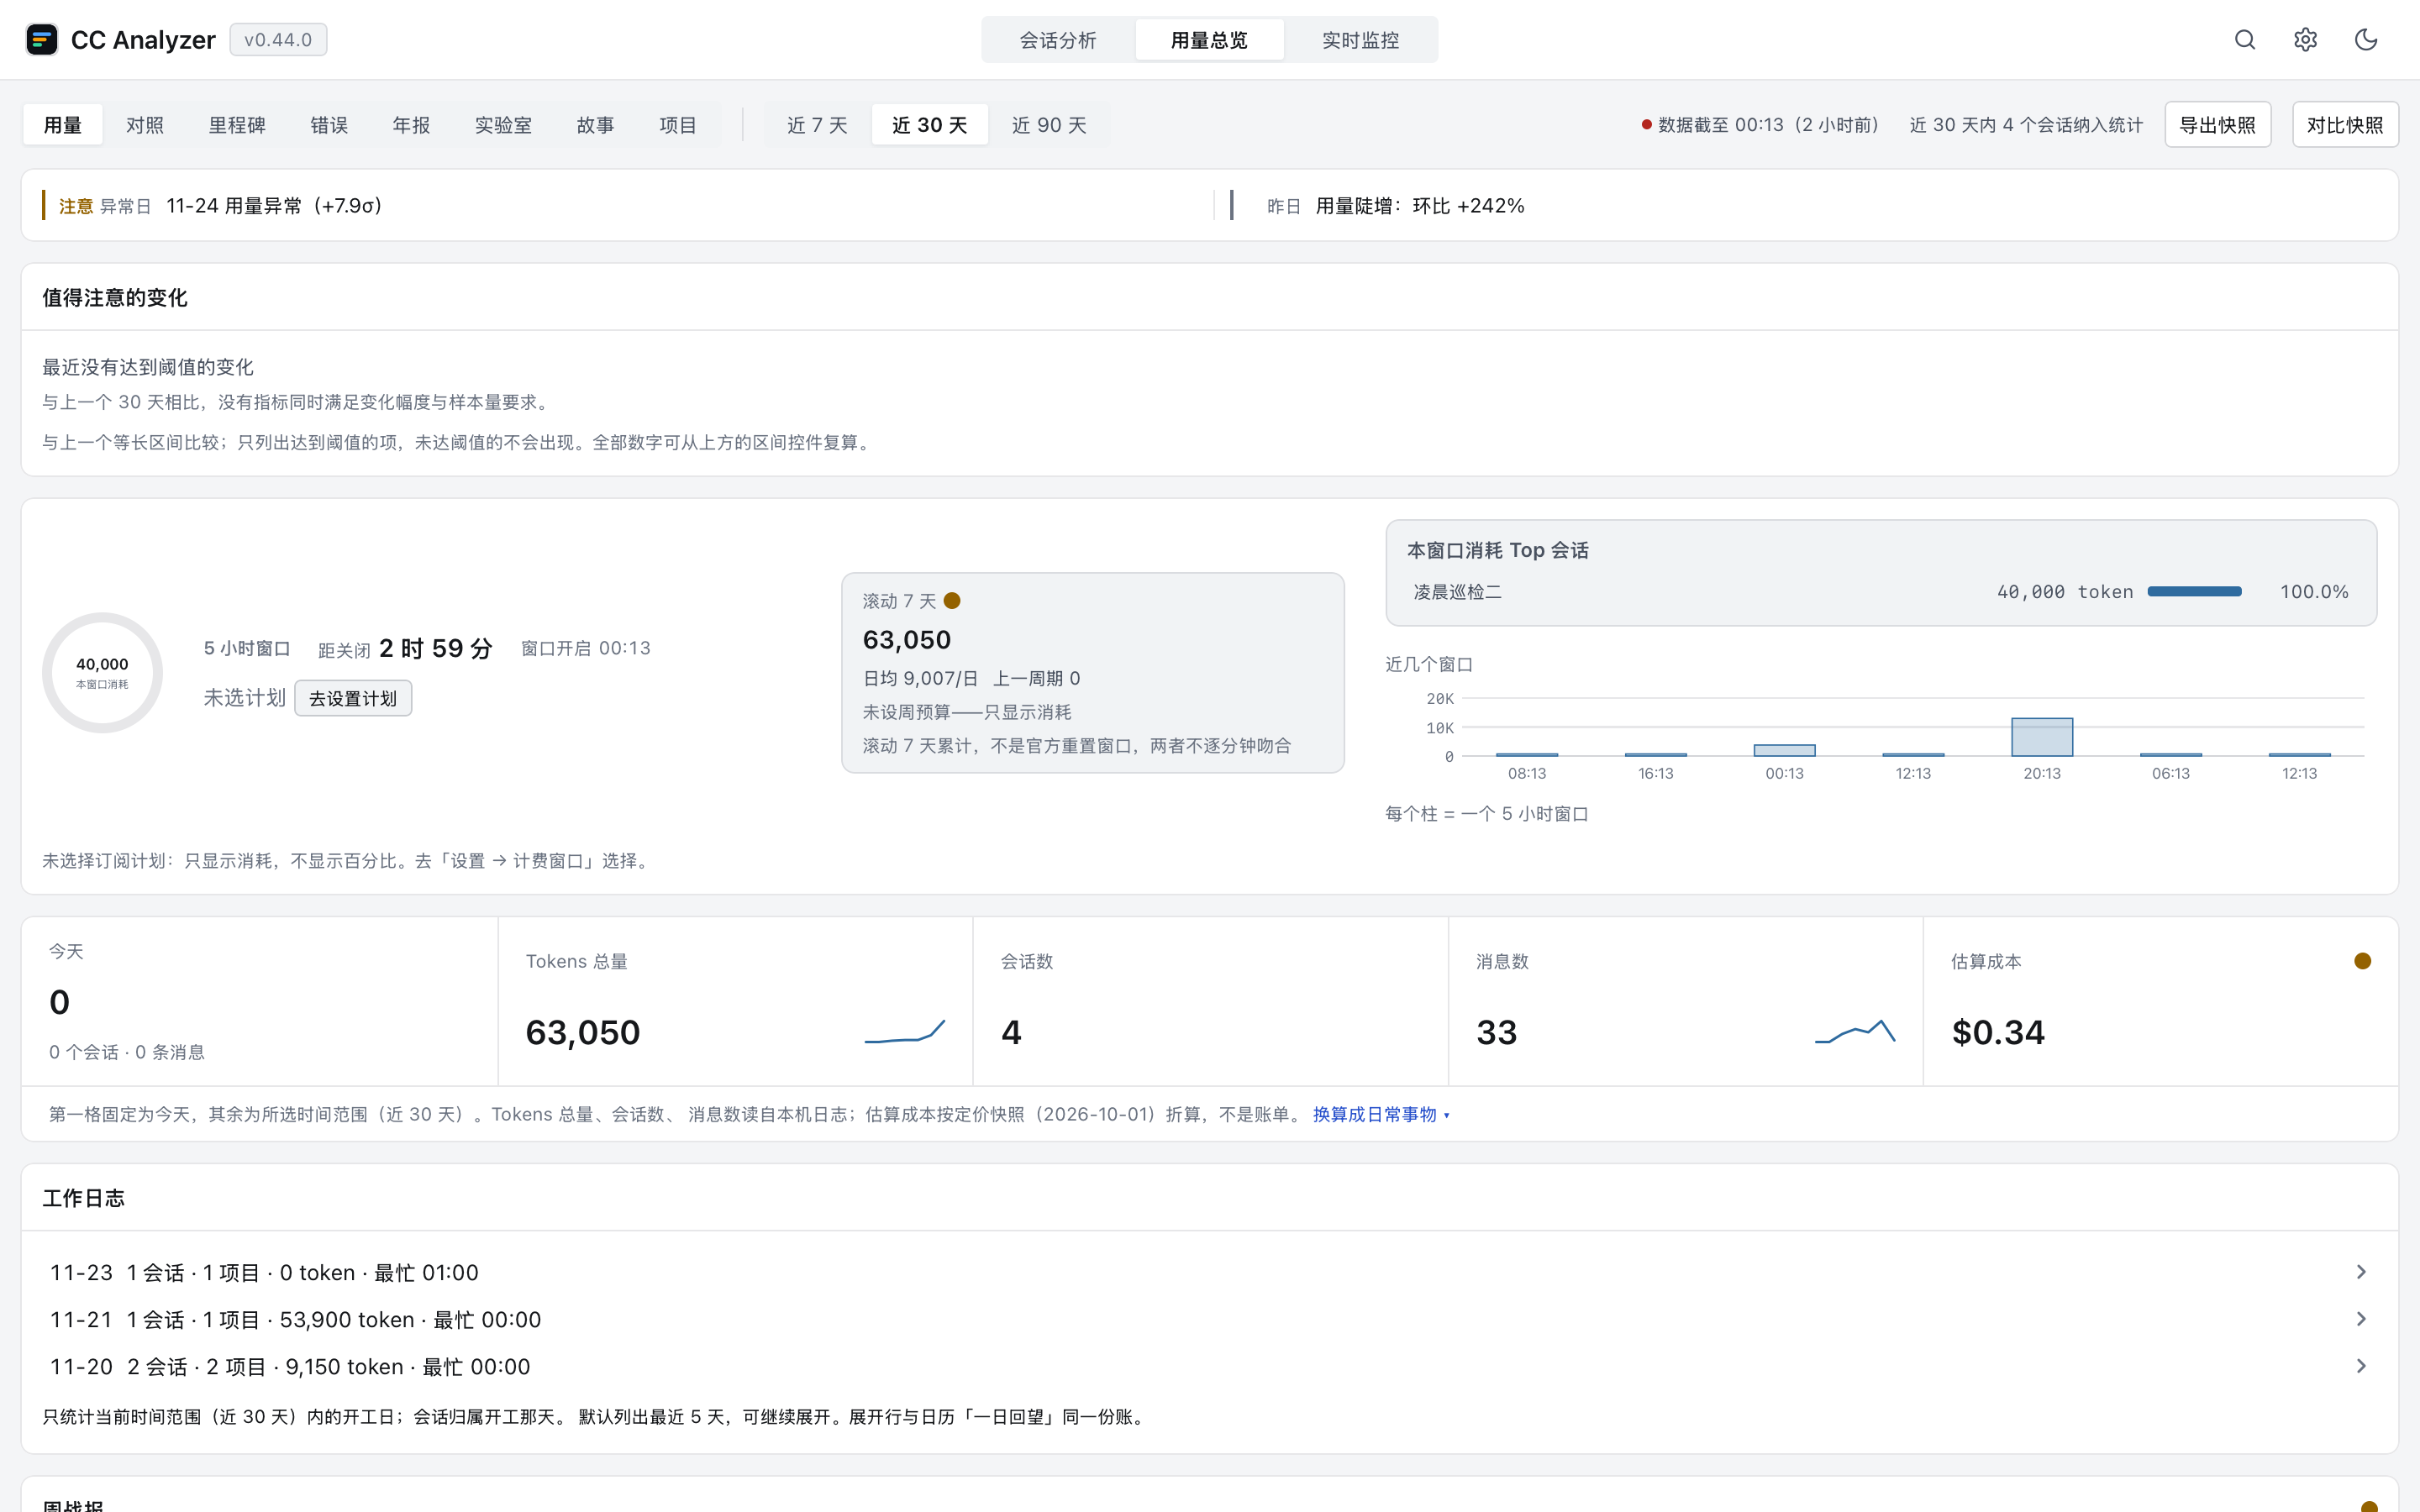 CC Analyzer v0.44.0 会话分析 用量总览 实时监控
用量 对照 里程碑 错误 年报 实验室 故事 项目 近 7 天 近 30 天 近 90 天 数据截至 00:13（2 小时前） 近 30 天内 4 个会话纳入统计 导出快照 对比快照
注意 异常日 11-24 用量异常（+7.9σ） 昨日 用量陡增：环比 +242%
值得注意的变化
最近没有达到阈值的变化
与上一个 30 天相比，没有指标同时满足变化幅度与样本量要求。
与上一个等长区间比较；只列出达到阈值的项，未达阈值的不会出现。全部数字可从上方的区间控件复算。
40,000
本窗口消耗
5 小时窗口 距关闭 2 时 59 分 窗口开启 00:13
未选计划 去设置计划
滚动 7 天
63,050
日均 9,007/日 上一周期 0
未设周预算——只显示消耗
滚动 7 天累计，不是官方重置窗口，两者不逐分钟吻合
本窗口消耗 Top 会话
凌晨巡检二 40,000 token 100.0%
近几个窗口
20K
10K
0
08:13 16:13 00:13 12:13 20:13 06:13 12:13
每个柱 = 一个 5 小时窗口
未选择订阅计划：只显示消耗，不显示百分比。去「设置 → 计费窗口」选择。
今天
0
0 个会话 · 0 条消息
Tokens 总量
63,050
会话数
4
消息数
33
估算成本
$0.34
第一格固定为今天，其余为所选时间范围（近 30 天）。Tokens 总量、会话数、 消息数读自本机日志；估算成本按定价快照（2026-10-01）折算，不是账单。 换算成日常事物 ▾
工作日志
11-23 1 会话 · 1 项目 · 0 token · 最忙 01:00
11-21 1 会话 · 1 项目 · 53,900 token · 最忙 00:00
11-20 2 会话 · 2 项目 · 9,150 token · 最忙 00:00
只统计当前时间范围（近 30 天）内的开工日；会话归属开工那天。 默认列出最近 5 天，可继续展开。展开行与日历「一日回望」同一份账。
周战报